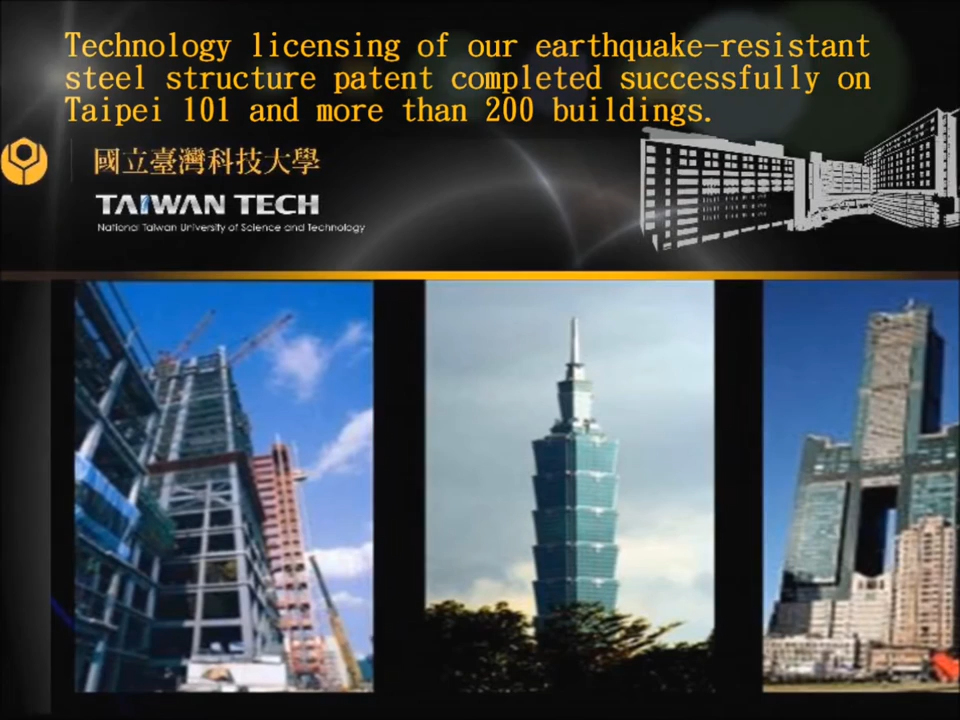 Technology licensing of our earthquake-resistant
steel structure patent completed successfully on
Taipei 101 and more than 200 buildings.
國立臺灣科技大學
TAIWAN TECH
National Taiwan University of Science and Technology